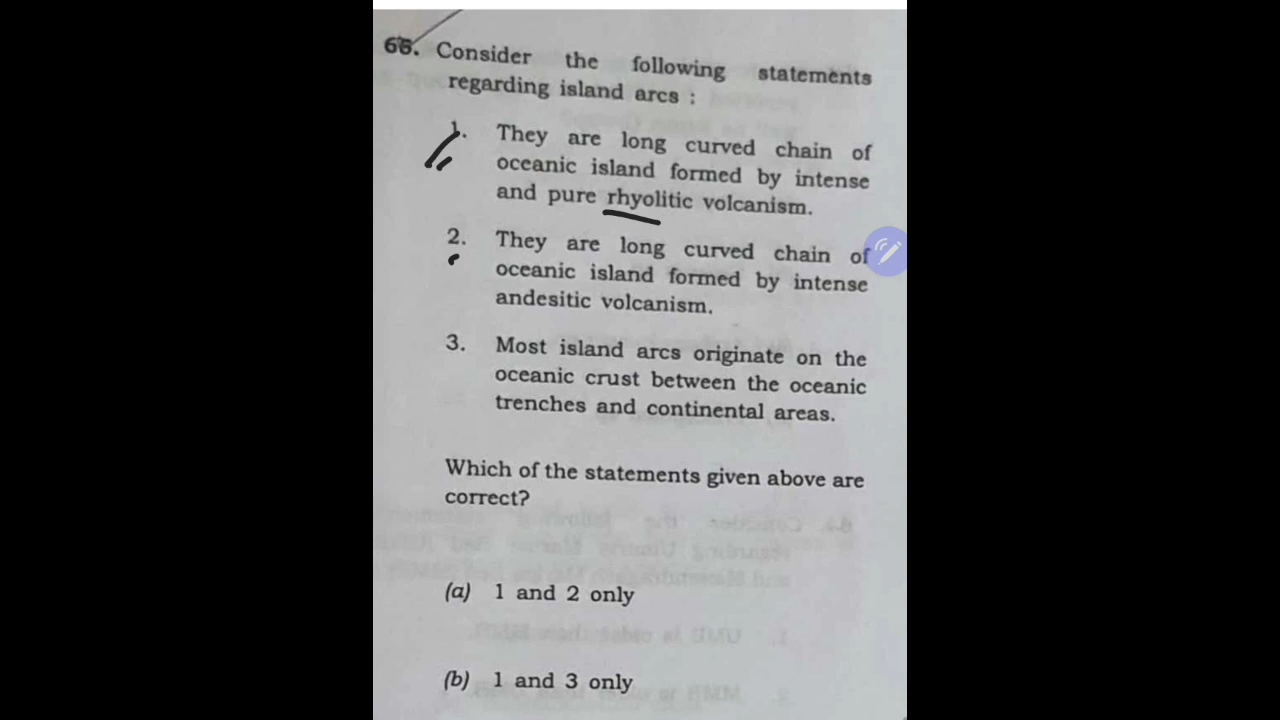 66. Consider the following statements
regarding island arcs :
1. They are long curved chain of
oceanic island formed by intense
and pure rhyolitic volcanism.
2. They are long curved chain of
oceanic island formed by intense
andesitic volcanism.
3. Most island arcs originate on the
oceanic crust between the oceanic
trenches and continental areas.
Which of the statements given above are
correct?
(a) 1 and 2 only
(b) 1 and 3 only